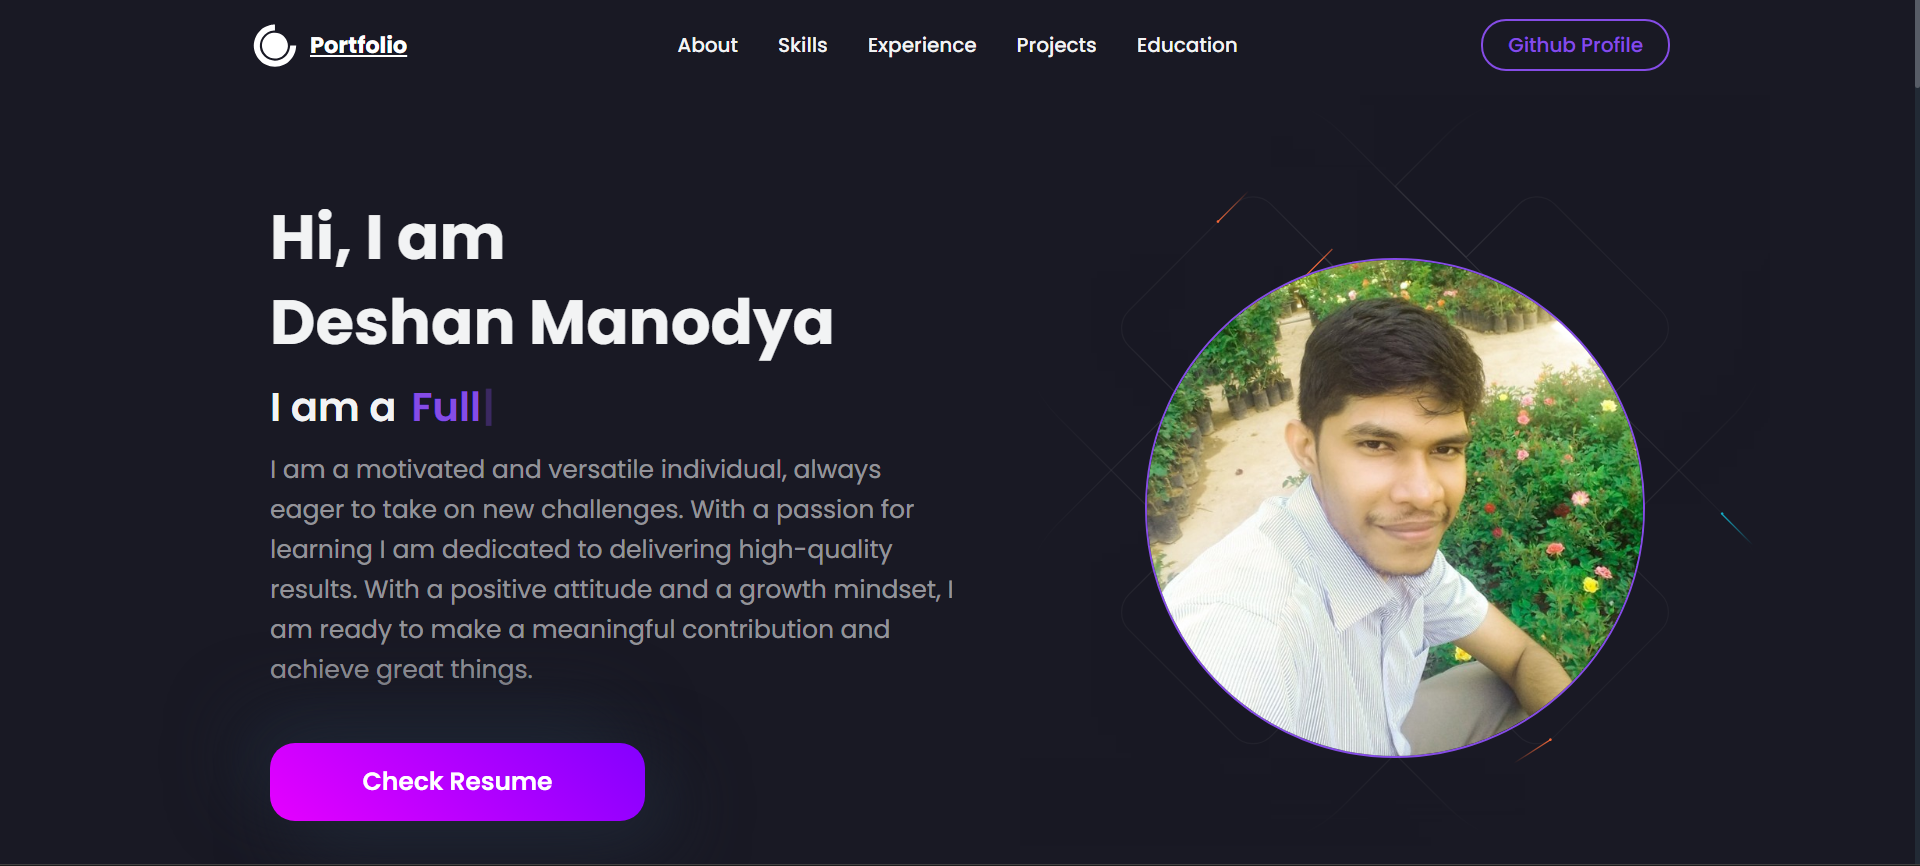 Portfolio
About Skills Experience Projects Education
Github Profile
Hi, I am
Deshan Manodya
I am a Full
I am a motivated and versatile individual, always
eager to take on new challenges. With a passion for
learning I am dedicated to delivering high-quality
results. With a positive attitude and a growth mindset, I
am ready to make a meaningful contribution and
achieve great things.
Check Resume